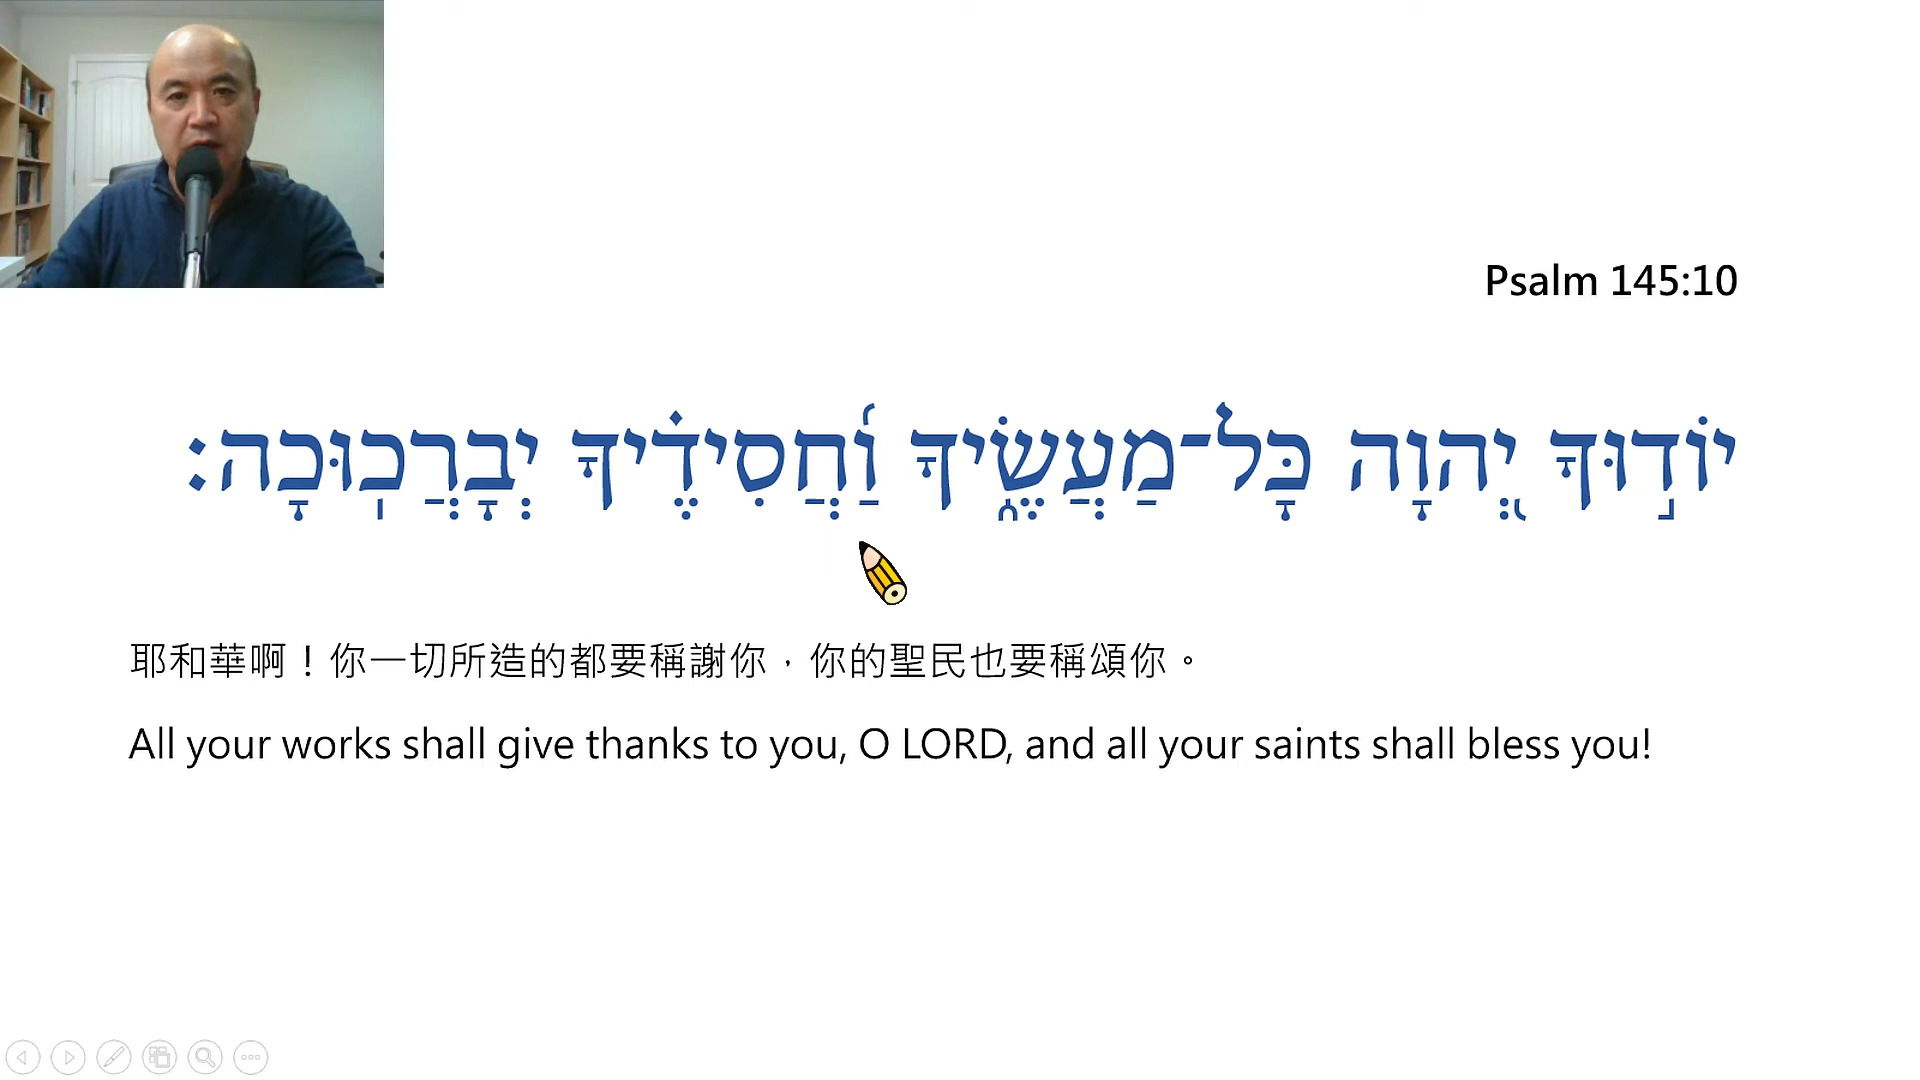 Psalm 145:10
יוֹד֣וּךָ יְ֭הוָה כָּל־מַעֲשֶׂ֑יךָ וַ֝חֲסִידֶ֗יךָ יְבָרֲכֽוּכָה׃
耶和華啊！你一切所造的都要稱謝你，你的聖民也要稱頌你。
All your works shall give thanks to you, O LORD, and all your saints shall bless you!